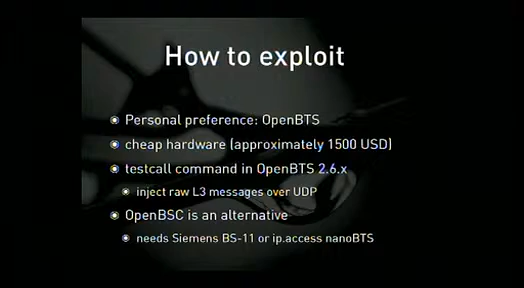 How to exploit
Personal preference: OpenBTS
cheap hardware (approximately 1500 USD)
testcall command in OpenBTS 2.6.x
inject raw L3 messages over UDP
OpenBSC is an alternative
needs Siemens BS-11 or ip.access nanoBTS